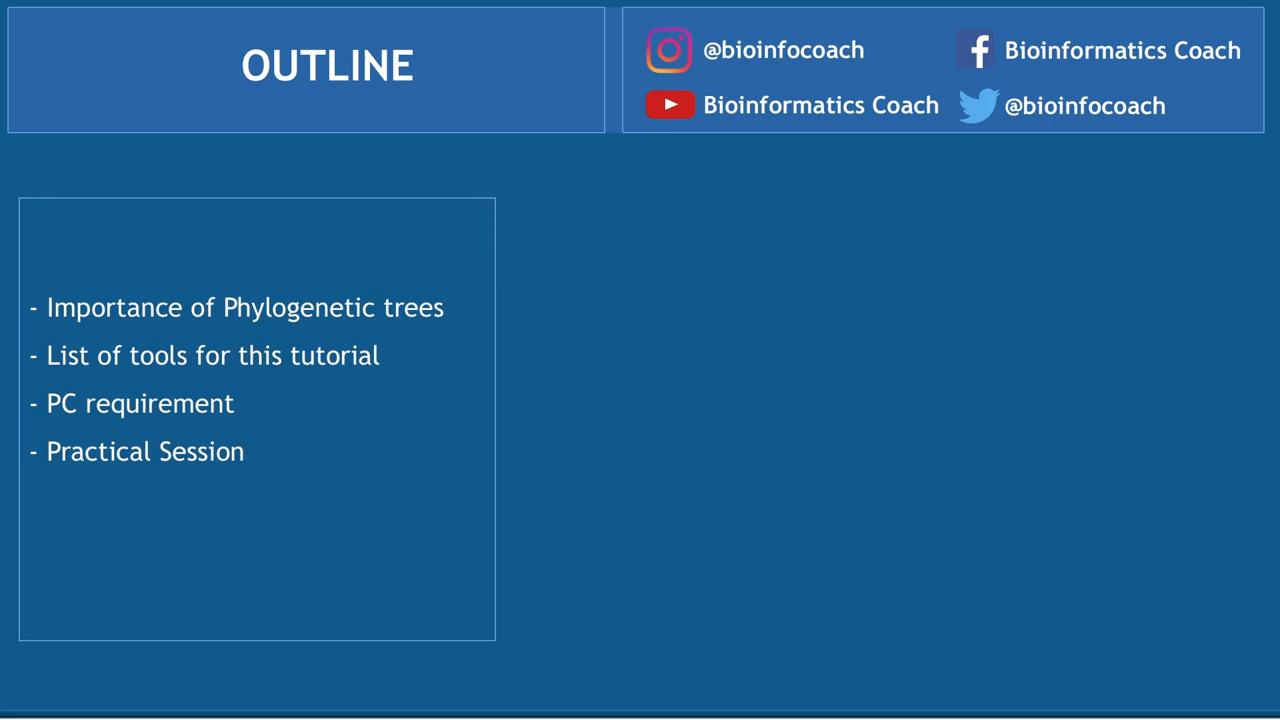 OUTLINE
@bioinfocoach
Bioinformatics Coach
Bioinformatics Coach
@bioinfocoach
- Importance of Phylogenetic trees
- List of tools for this tutorial
- PC requirement
- Practical Session